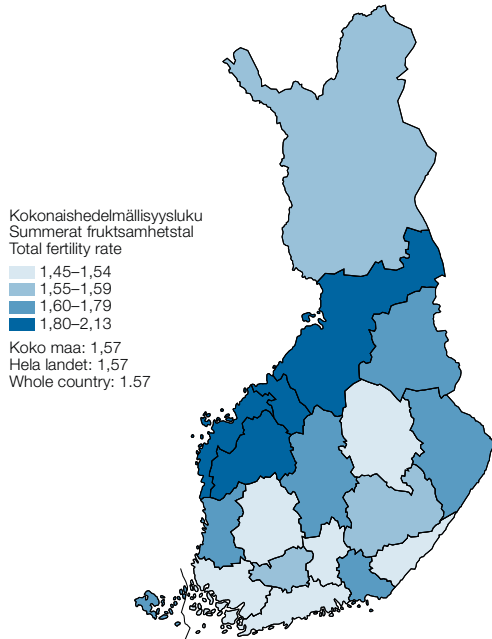 Kokonaishedelmällisyysluku
Summerat fruktsamhetstal
Total fertility rate
1,45–1,54
1,55–1,59
1,60–1,79
1,80–2,13
Koko maa: 1,57
Hela landet: 1,57
Whole country: 1.57